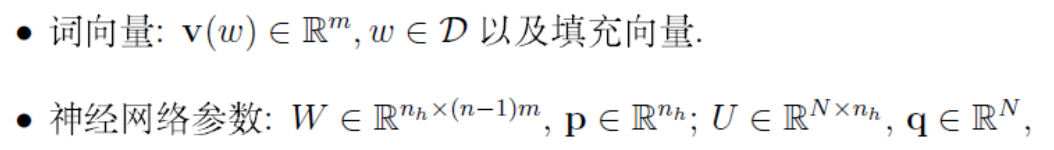 • 词向量: v(w) ∈ ℝᵐ, w ∈ 𝒟 以及填充向量.
• 神经网络参数: W ∈ ℝ^{n_h×(n−1)m}, p ∈ ℝ^{n_h}; U ∈ ℝ^{N×n_h}, q ∈ ℝ^N,